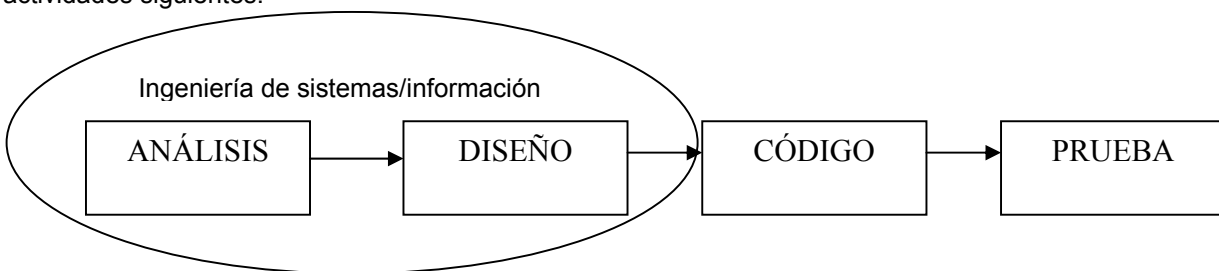 actividades siguientes:
Ingeniería de sistemas/información
ANÁLISIS DISEÑO CÓDIGO PRUEBA